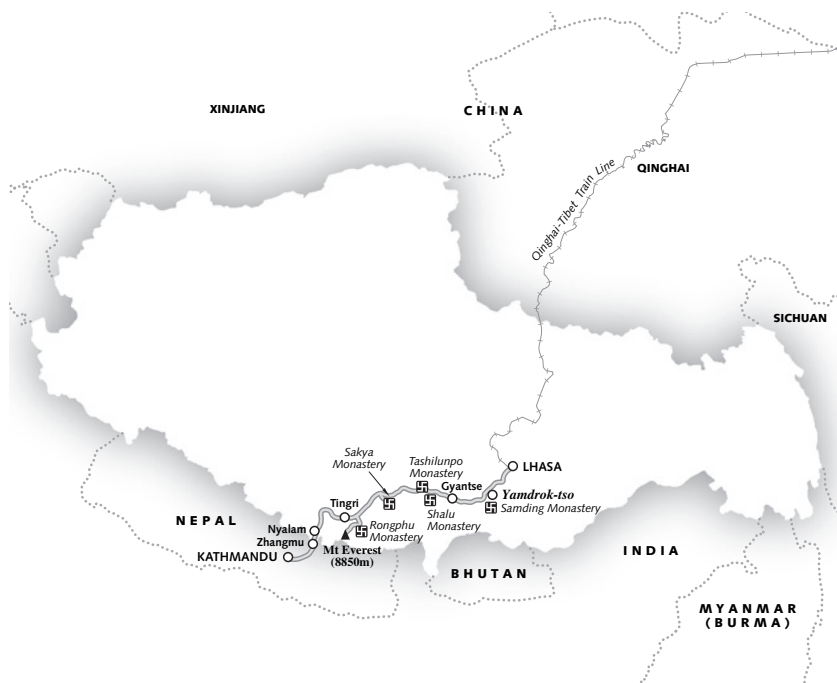 XINJIANG
CHINA
Qinghai-Tibet Train Line
QINGHAI
SICHUAN
Sakya
Monastery
Tashilunpo
Monastery
LHASA
Gyantse
Yamdrok-tso
Samding Monastery
Tingri
Shalu
Monastery
NEPAL
Nyalam
Rongphu
Monastery
Zhangmu
Mt Everest
(8850m)
KATHMANDU
INDIA
BHUTAN
MYANMAR
(BURMA)